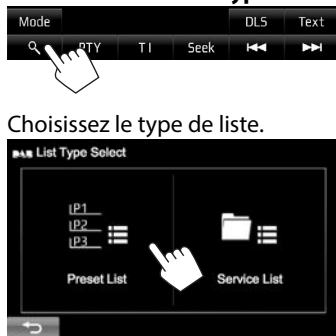 Mode DLS Text
PTY TI Seek
Choisissez le type de liste.
DAB List Type Select
P1
P2
P3
Preset List Service List